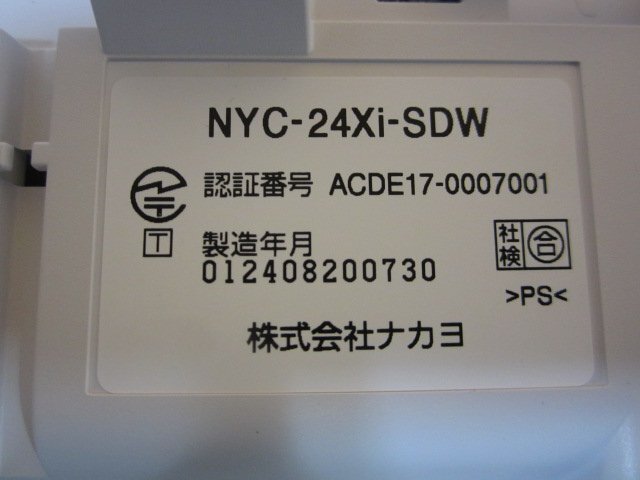 NYC-24Xi-SDW
認証番号 ACDE17-0007001
T
製造年月
012408200730
社検 合
>PS<
株式会社ナカヨ